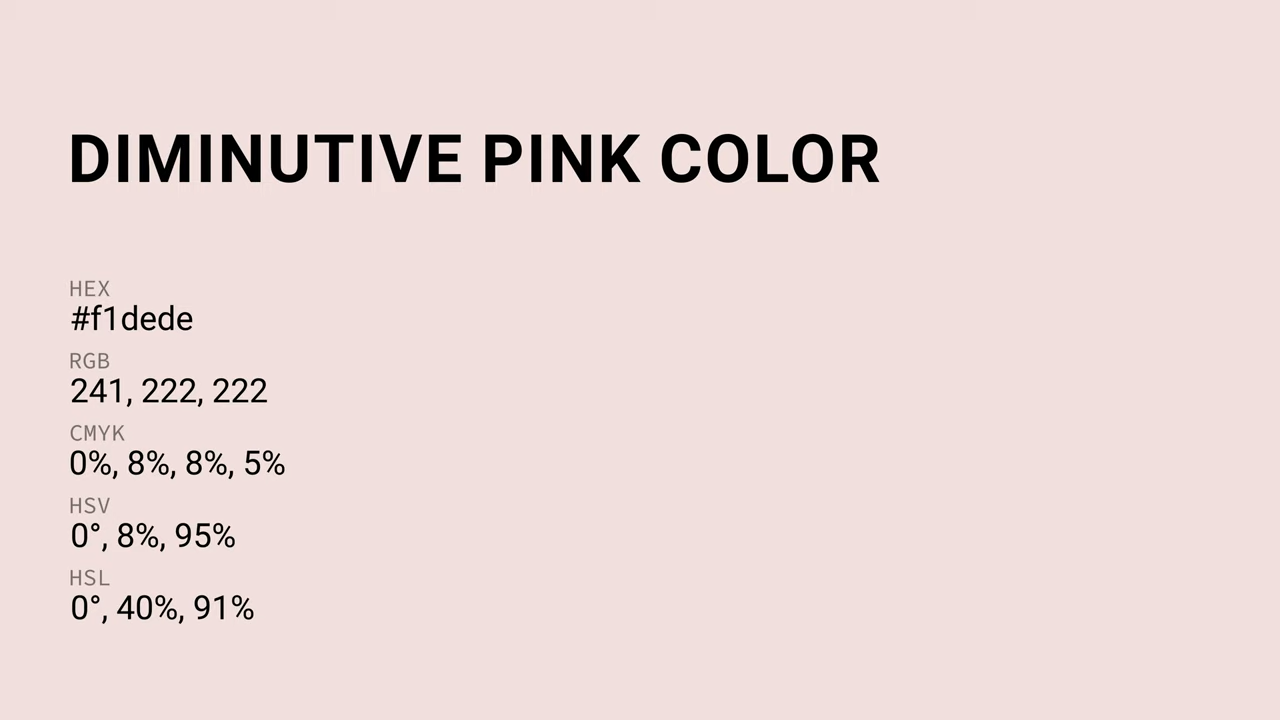 DIMINUTIVE PINK COLOR
HEX
#f1dede
RGB
241, 222, 222
CMYK
0%, 8%, 8%, 5%
HSV
0°, 8%, 95%
HSL
0°, 40%, 91%